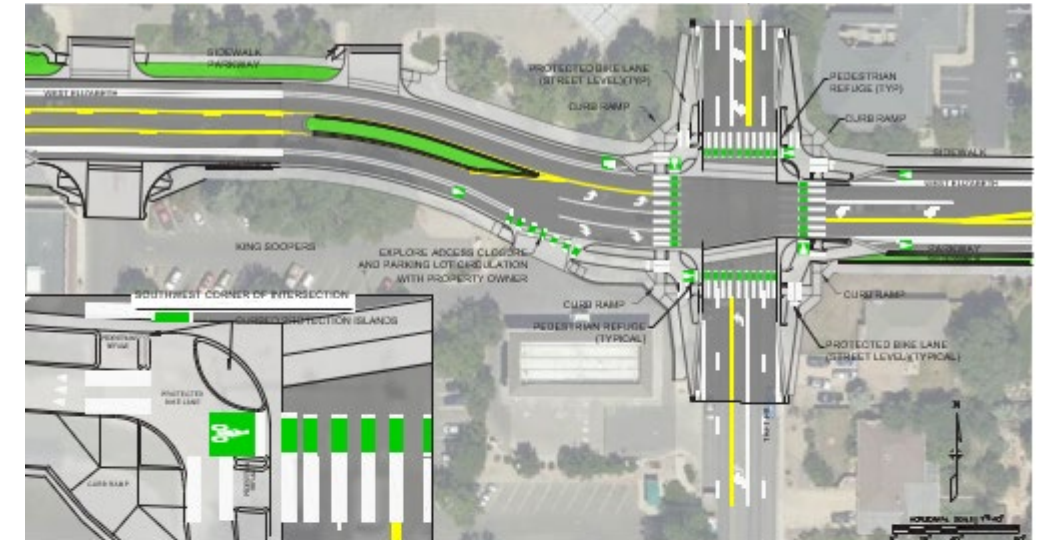 SIDEWALK
PARKWAY
WEST ELIZABETH
PROTECTED BIKE LANE
(STREET LEVEL)(TYP)
CURB RAMP
PEDESTRIAN
REFUGE (TYP)
CURB RAMP
SIDEWALK
WEST ELIZABETH
PARKWAY
KING SOOPERS
EXPLORE ACCESS CLOSURE
AND PARKING LOT CIRCULATION
WITH PROPERTY OWNER
CURB RAMP
PEDESTRIAN REFUGE
(TYPICAL)
CURB RAMP
PROTECTED BIKE LANE
(STREET LEVEL)(TYPICAL)
SOUTHWEST CORNER OF INTERSECTION
CURBED PROTECTION ISLANDS
PEDESTRIAN
REFUGE
PROTECTED
BIKE LANE
CURB RAMP
PEDESTRIAN
REFUGE
N